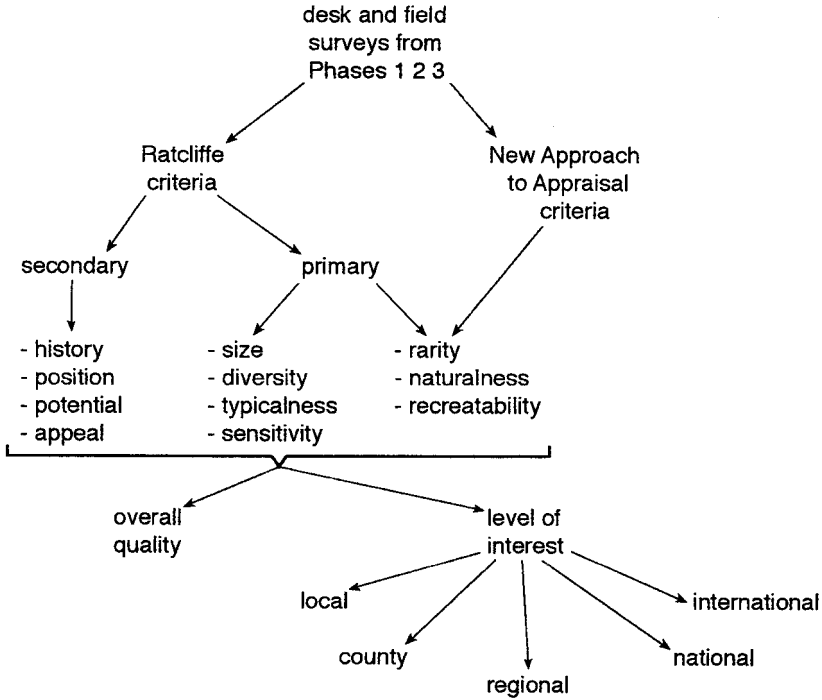 desk and field
surveys from
Phases 1 2 3
Ratcliffe
criteria
New Approach
to Appraisal
criteria
secondary
primary
- history
- position
- potential
- appeal
- size
- diversity
- typicalness
- sensitivity
- rarity
- naturalness
- recreatability
overall
quality
level of
interest
local
county
regional
national
international